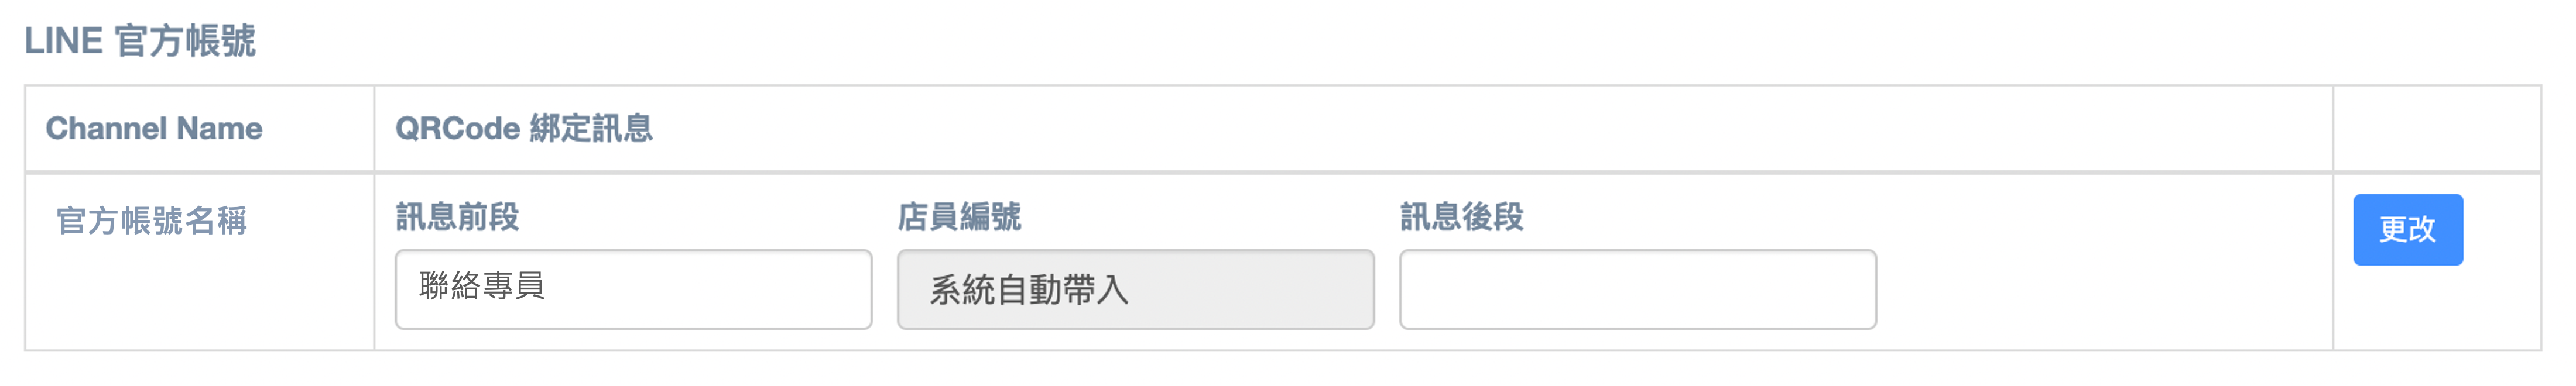 LINE 官方帳號
Channel Name QRCode 綁定訊息
官方帳號名稱 訊息前段 店員編號 訊息後段 更改
聯絡專員 系統自動帶入